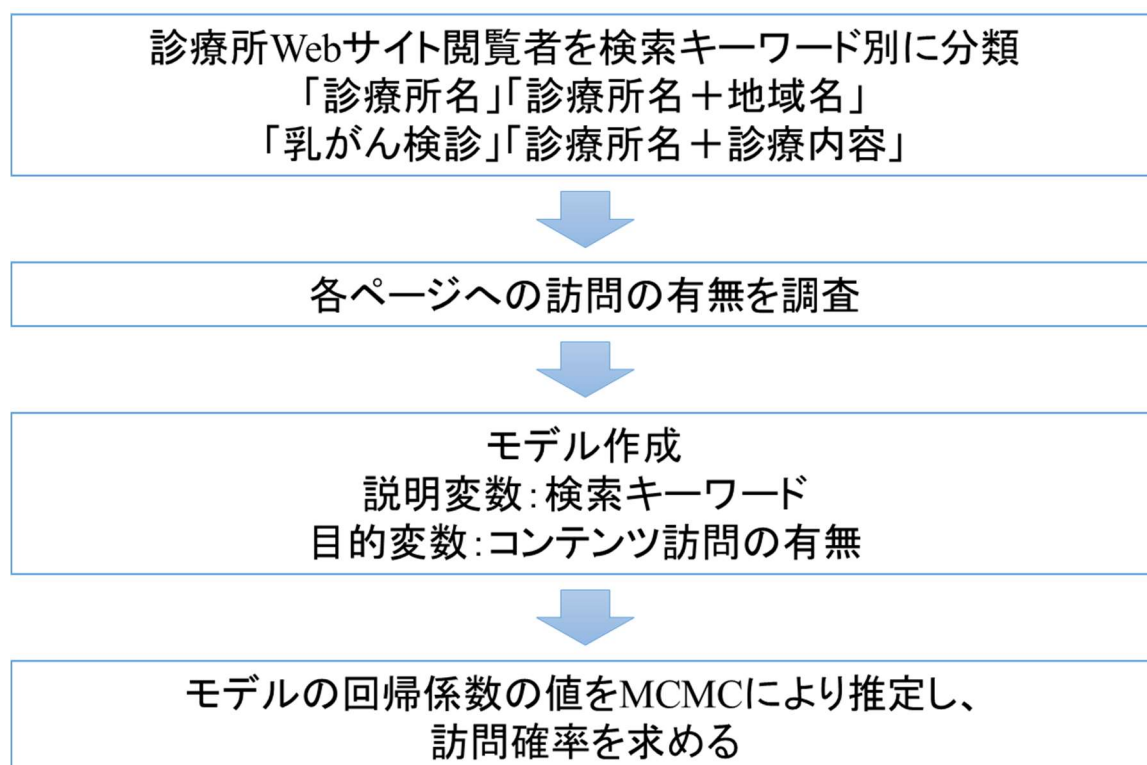 診療所Webサイト閲覧者を検索キーワード別に分類
「診療所名」「診療所名＋地域名」
「乳がん検診」「診療所名＋診療内容」
各ページへの訪問の有無を調査
モデル作成
説明変数：検索キーワード
目的変数：コンテンツ訪問の有無
モデルの回帰係数の値をMCMCにより推定し、
訪問確率を求める